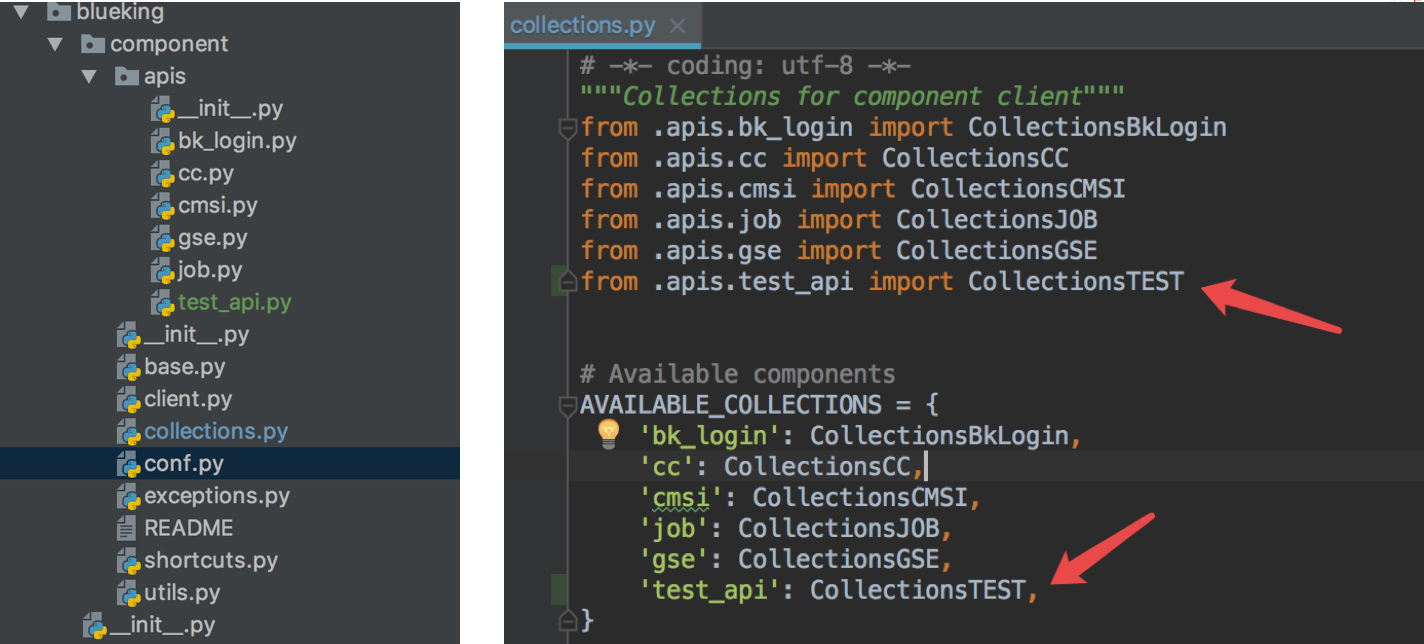 blueking
component
apis
__init__.py
bk_login.py
cc.py
cmsi.py
gse.py
job.py
test_api.py
__init__.py
base.py
client.py
collections.py
conf.py
exceptions.py
README
shortcuts.py
utils.py
__init__.py
collections.py
# -*- coding: utf-8 -*-
"""Collections for component client"""
from .apis.bk_login import CollectionsBkLogin
from .apis.cc import CollectionsCC
from .apis.cmsi import CollectionsCMSI
from .apis.job import CollectionsJOB
from .apis.gse import CollectionsGSE
from .apis.test_api import CollectionsTEST
# Available components
AVAILABLE_COLLECTIONS = {
'bk_login': CollectionsBkLogin,
'cc': CollectionsCC,
'cmsi': CollectionsCMSI,
'job': CollectionsJOB,
'gse': CollectionsGSE,
'test_api': CollectionsTEST,
}